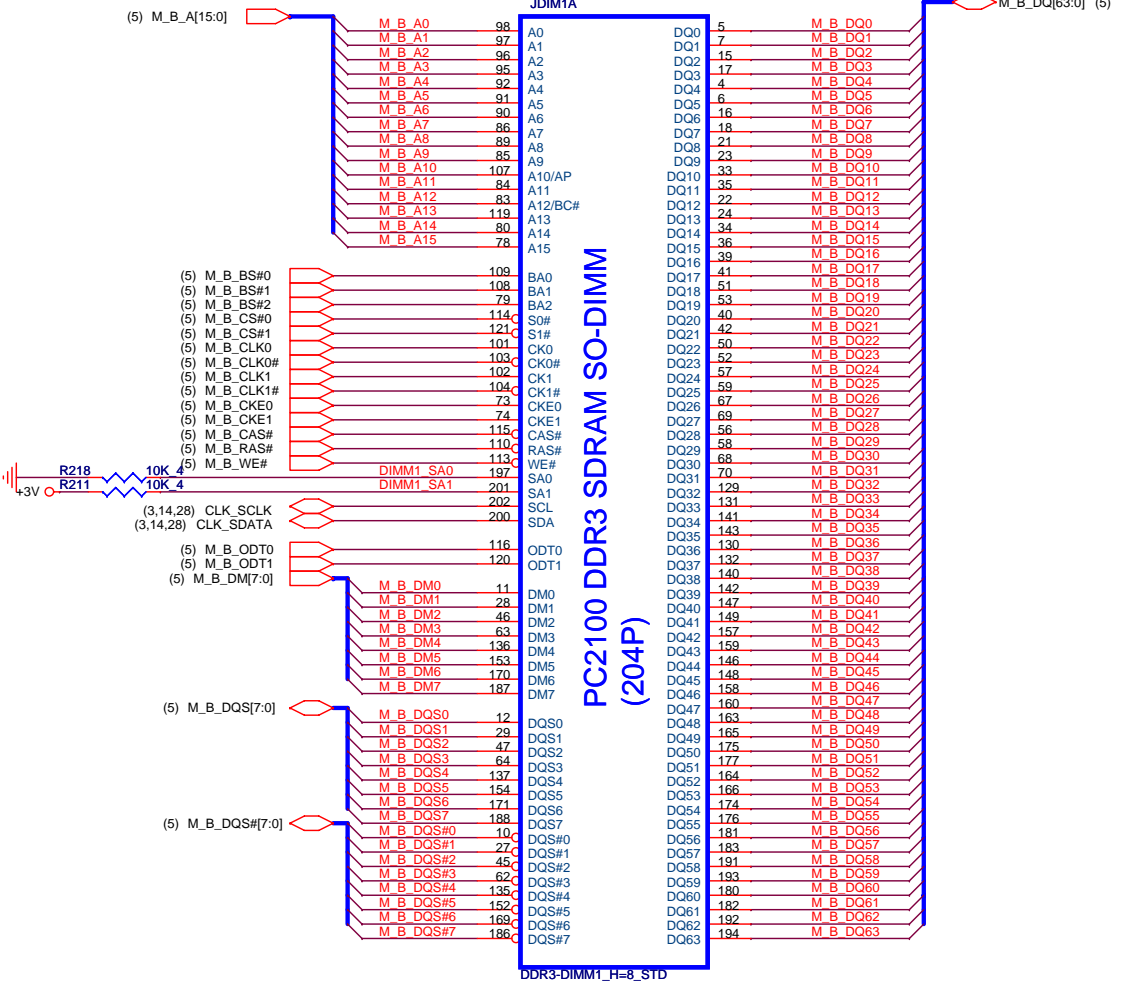 JDIM1A
(5) M_B_A[15:0]
M_B_DQ[63:0] (5)
M_B_A0 98 A0 DQ0 5 M_B_DQ0
M_B_A1 97 A1 DQ1 7 M_B_DQ1
M_B_A2 96 A2 DQ2 15 M_B_DQ2
M_B_A3 95 A3 DQ3 17 M_B_DQ3
M_B_A4 92 A4 DQ4 4 M_B_DQ4
M_B_A5 91 A5 DQ5 6 M_B_DQ5
M_B_A6 90 A6 DQ6 16 M_B_DQ6
M_B_A7 86 A7 DQ7 18 M_B_DQ7
M_B_A8 89 A8 DQ8 21 M_B_DQ8
M_B_A9 85 A9 DQ9 23 M_B_DQ9
M_B_A10 107 A10/AP DQ10 33 M_B_DQ10
M_B_A11 84 A11 DQ11 35 M_B_DQ11
M_B_A12 83 A12/BC# DQ12 22 M_B_DQ12
M_B_A13 119 A13 DQ13 24 M_B_DQ13
M_B_A14 80 A14 DQ14 34 M_B_DQ14
M_B_A15 78 A15 DQ15 36 M_B_DQ15
DQ16 39 M_B_DQ16
(5) M_B_BS#0 109 BA0 DQ17 41 M_B_DQ17
(5) M_B_BS#1 108 BA1 DQ18 51 M_B_DQ18
(5) M_B_BS#2 79 BA2 DQ19 53 M_B_DQ19
(5) M_B_CS#0 114 S0# DQ20 40 M_B_DQ20
(5) M_B_CS#1 121 S1# DQ21 42 M_B_DQ21
(5) M_B_CLK0 101 CK0 DQ22 50 M_B_DQ22
(5) M_B_CLK0# 103 CK0# DQ23 52 M_B_DQ23
(5) M_B_CLK1 102 CK1 DQ24 57 M_B_DQ24
(5) M_B_CLK1# 104 CK1# DQ25 59 M_B_DQ25
(5) M_B_CKE0 73 CKE0 DQ26 67 M_B_DQ26
(5) M_B_CKE1 74 CKE1 DQ27 69 M_B_DQ27
(5) M_B_CAS# 115 CAS# DQ28 56 M_B_DQ28
(5) M_B_RAS# 110 RAS# DQ29 58 M_B_DQ29
(5) M_B_WE# 113 WE# DQ30 68 M_B_DQ30
R218 10K_4 DIMM1_SA0 197 SA0 DQ31 70 M_B_DQ31
+3V R211 10K_4 DIMM1_SA1 201 SA1 DQ32 129 M_B_DQ32
(3,14,28) CLK_SCLK 202 SCL DQ33 131 M_B_DQ33
(3,14,28) CLK_SDATA 200 SDA DQ34 141 M_B_DQ34
DQ35 143 M_B_DQ35
(5) M_B_ODT0 116 ODT0 DQ36 130 M_B_DQ36
(5) M_B_ODT1 120 ODT1 DQ37 132 M_B_DQ37
(5) M_B_DM[7:0] DQ38 140 M_B_DQ38
M_B_DM0 11 DM0 DQ39 142 M_B_DQ39
M_B_DM1 28 DM1 DQ40 147 M_B_DQ40
M_B_DM2 46 DM2 DQ41 149 M_B_DQ41
M_B_DM3 63 DM3 DQ42 157 M_B_DQ42
M_B_DM4 136 DM4 DQ43 159 M_B_DQ43
M_B_DM5 153 DM5 DQ44 146 M_B_DQ44
M_B_DM6 170 DM6 DQ45 148 M_B_DQ45
M_B_DM7 187 DM7 DQ46 158 M_B_DQ46
(5) M_B_DQS[7:0] DQ47 160 M_B_DQ47
M_B_DQS0 12 DQS0 DQ48 163 M_B_DQ48
M_B_DQS1 29 DQS1 DQ49 165 M_B_DQ49
M_B_DQS2 47 DQS2 DQ50 175 M_B_DQ50
M_B_DQS3 64 DQS3 DQ51 177 M_B_DQ51
M_B_DQS4 137 DQS4 DQ52 164 M_B_DQ52
M_B_DQS5 154 DQS5 DQ53 166 M_B_DQ53
M_B_DQS6 171 DQS6 DQ54 174 M_B_DQ54
M_B_DQS7 188 DQS7 DQ55 176 M_B_DQ55
(5) M_B_DQS#[7:0]
M_B_DQS#0 10 DQS#0 DQ56 181 M_B_DQ56
M_B_DQS#1 27 DQS#1 DQ57 183 M_B_DQ57
M_B_DQS#2 45 DQS#2 DQ58 191 M_B_DQ58
M_B_DQS#3 62 DQS#3 DQ59 193 M_B_DQ59
M_B_DQS#4 135 DQS#4 DQ60 180 M_B_DQ60
M_B_DQS#5 152 DQS#5 DQ61 182 M_B_DQ61
M_B_DQS#6 169 DQS#6 DQ62 192 M_B_DQ62
M_B_DQS#7 186 DQS#7 DQ63 194 M_B_DQ63
PC2100 DDR3 SDRAM SO-DIMM
(204P)
DDR3-DIMM1_H=8_STD